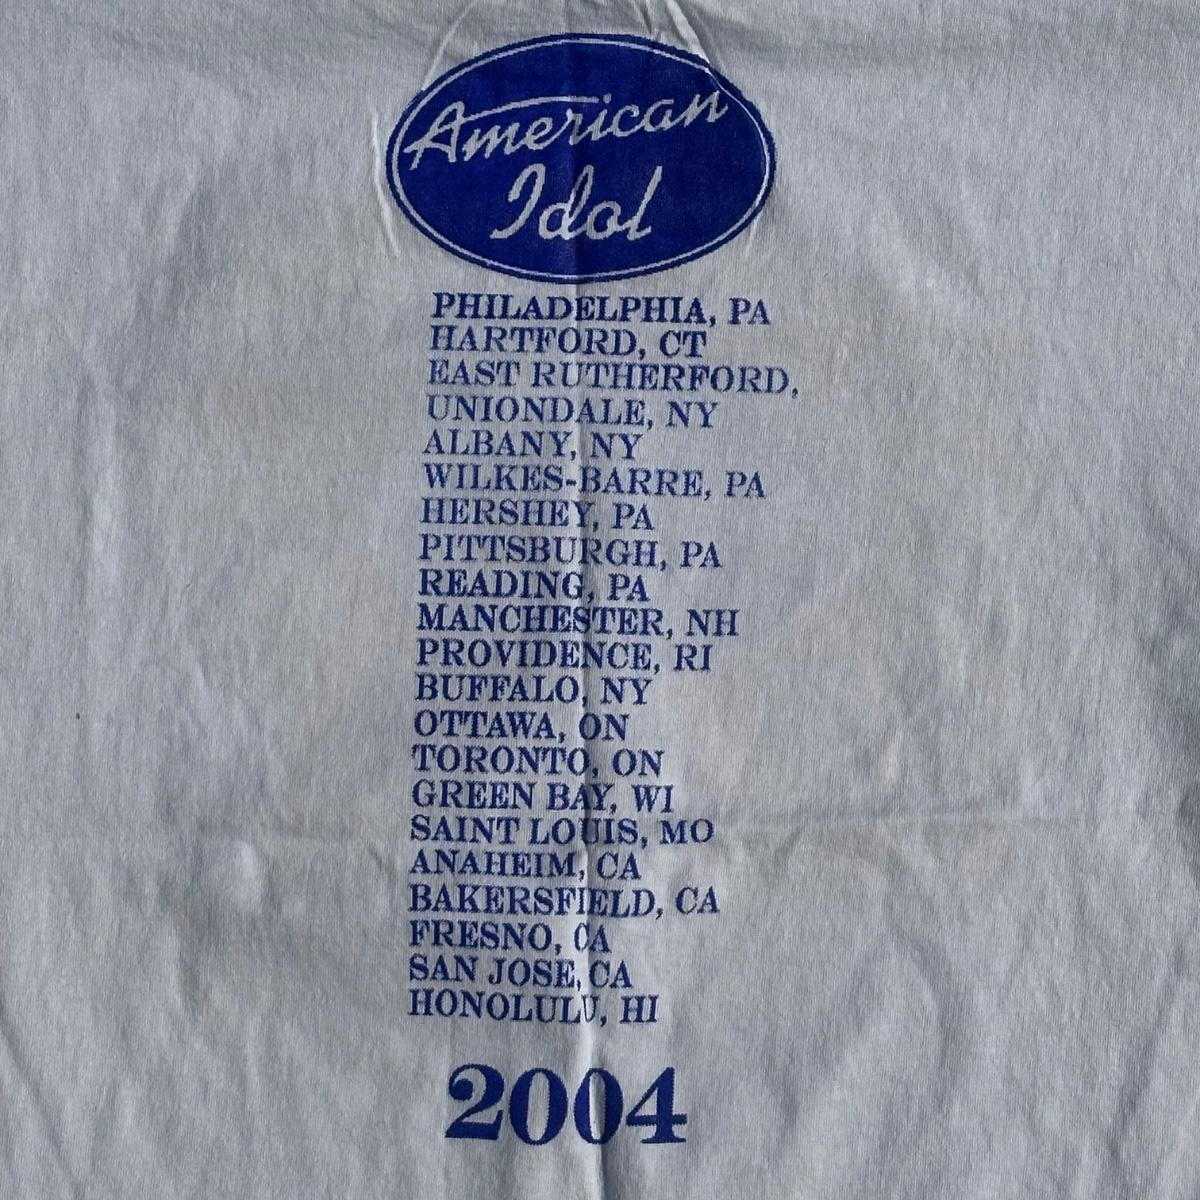 American
Idol
PHILADELPHIA, PA
HARTFORD, CT
EAST RUTHERFORD,
UNIONDALE, NY
ALBANY, NY
WILKES-BARRE, PA
HERSHEY, PA
PITTSBURGH, PA
READING, PA
MANCHESTER, NH
PROVIDENCE, RI
BUFFALO, NY
OTTAWA, ON
TORONTO, ON
GREEN BAY, WI
SAINT LOUIS, MO
ANAHEIM, CA
BAKERSFIELD, CA
FRESNO, CA
SAN JOSE, CA
HONOLULU, HI
2004